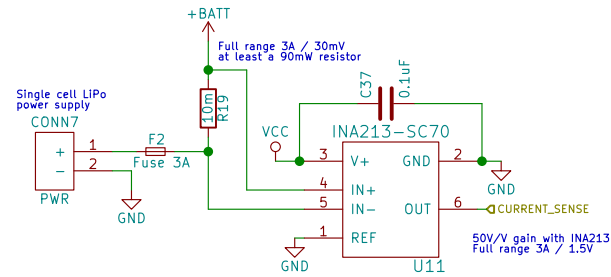 +BATT
Full range 3A / 30mV
at least a 90mW resistor
Single cell LiPo
power supply
CONN7
1
+
2
-
PWR
F2
Fuse 3A
GND
10m
R19
C37
0.1uF
VCC
INA213-SC70
3
V+
GND
2
GND
4
IN+
5
IN-
OUT
6
CURRENT_SENSE
1
REF
GND
U11
50V/V gain with INA213
Full range 3A / 1.5V